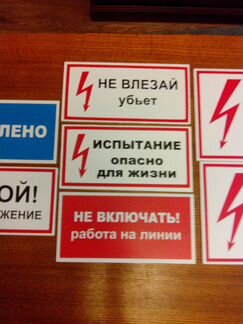 НЕ ВЛЕЗАЙ
убьет
ЛЕНО
ИСПЫТАНИЕ
опасно
для жизни
ОЙ!
жение
НЕ ВКЛЮЧАТЬ!
работа на линии